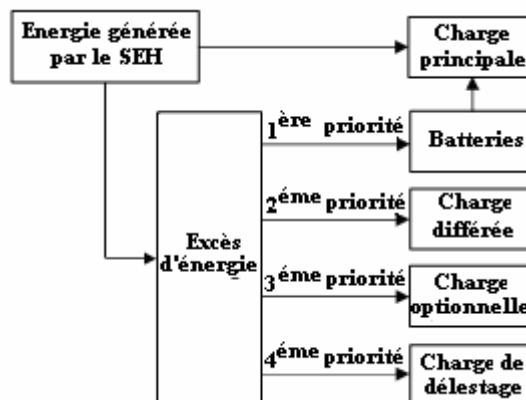 Energie générée
par le SEH
Charge
principale
1ère priorité
Batteries
2éme priorité
Charge
différée
Excès
d'énergie
3éme priorité
Charge
optionnelle
4éme priorité
Charge de
délestage